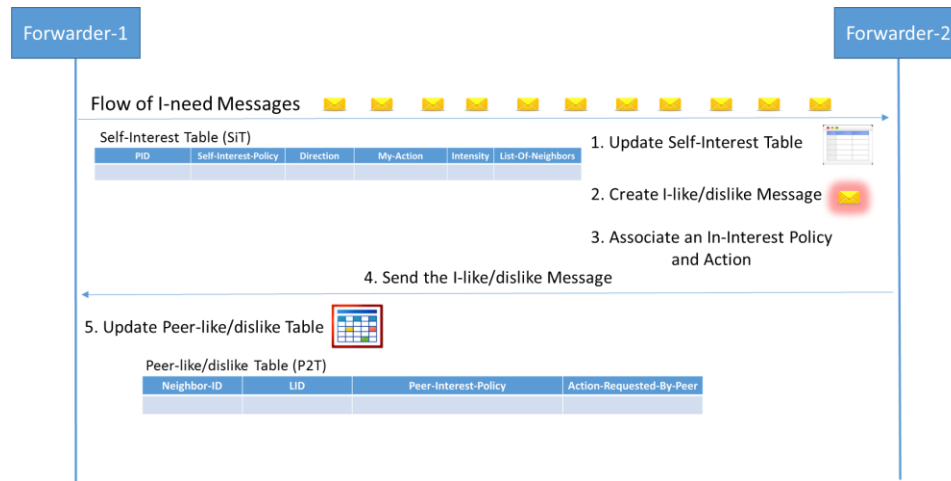 Forwarder-1
Forwarder-2
Flow of I-need Messages
Self-Interest Table (SiT)
PID Self-Interest-Policy Direction My-Action Intensity List-Of-Neighbors
1. Update Self-Interest Table
2. Create I-like/dislike Message
3. Associate an In-Interest Policy
and Action
4. Send the I-like/dislike Message
5. Update Peer-like/dislike Table
Peer-like/dislike Table (P2T)
Neighbor-ID LID Peer-Interest-Policy Action-Requested-By-Peer